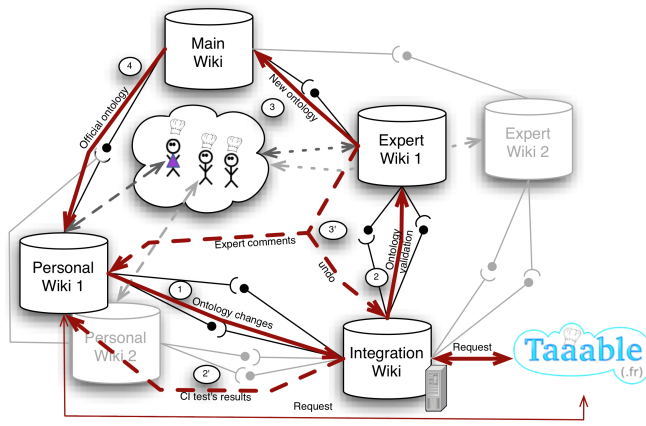 Main
Wiki
4
Official ontology
3
New ontology
Expert
Wiki 1
Expert
Wiki 2
3'
Expert comments
undo
Ontology
validation
2
Personal
Wiki 1
1
Ontology changes
Personal
Wiki 2
Integration
Wiki
Request
Taaable
(.fr)
2'
CI test's results
Request